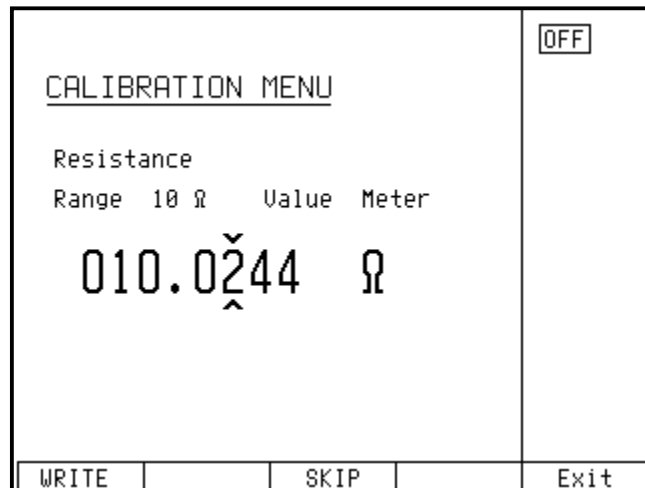 OFF
CALIBRATION MENU
Resistance
Range 10 Ω Value Meter
010.0244 Ω
WRITE SKIP Exit